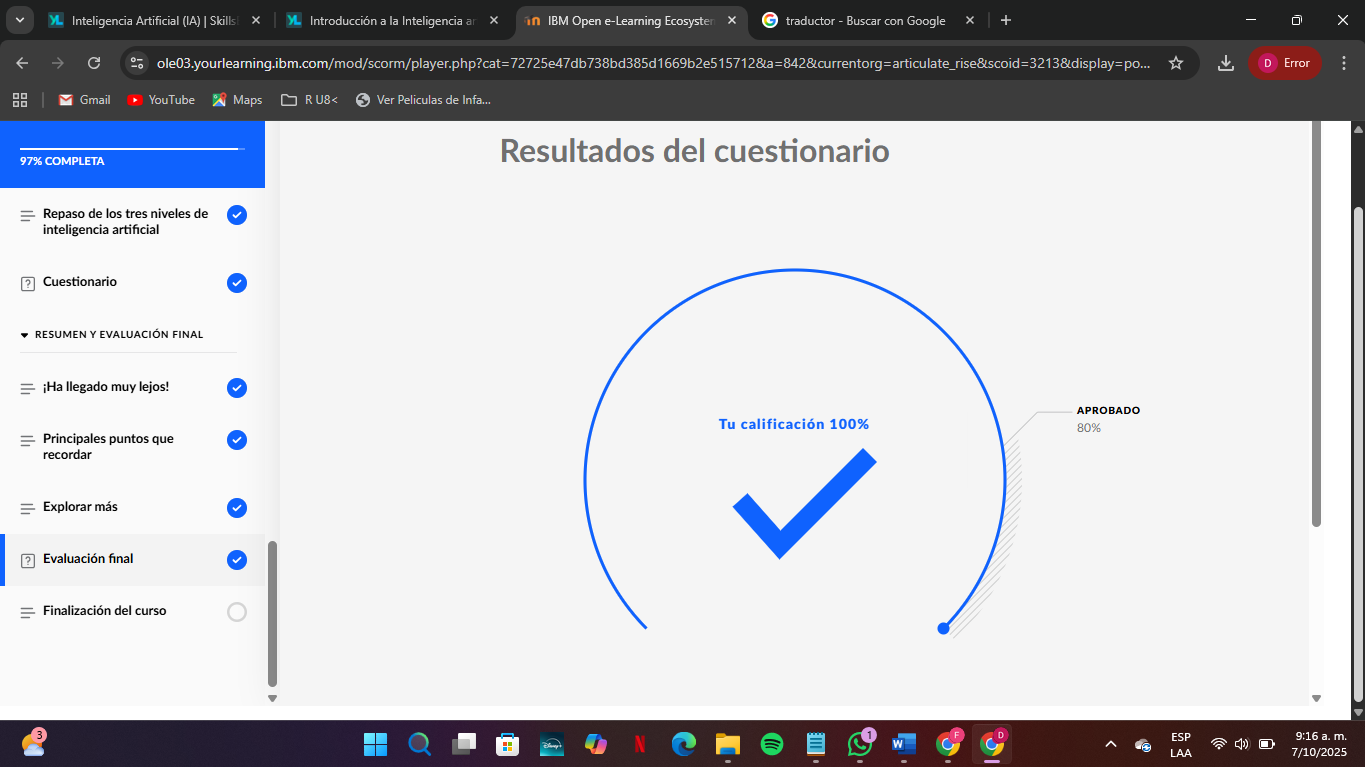 Inteligencia Artificial (IA) | Skills
Introducción a la Inteligencia ar
IBM Open e-Learning Ecosystem
traductor - Buscar con Google
ole03.yourlearning.ibm.com/mod/scorm/player.php?cat=72725e47db738bd385d1669b2e515712&a=842&currentorg=articulate_rise&scoid=3213&display=po...
D Error
Gmail
YouTube
Maps
R U8<
Ver Peliculas de Infa...
97% COMPLETA
Repaso de los tres niveles de
inteligencia artificial
Cuestionario
RESUMEN Y EVALUACIÓN FINAL
¡Ha llegado muy lejos!
Principales puntos que
recordar
Explorar más
Evaluación final
Finalización del curso
Resultados del cuestionario
Tu calificación 100%
APROBADO
80%
3
Disney+
N
1
W
F
D
ESP
LAA
9:16 a. m.
7/10/2025